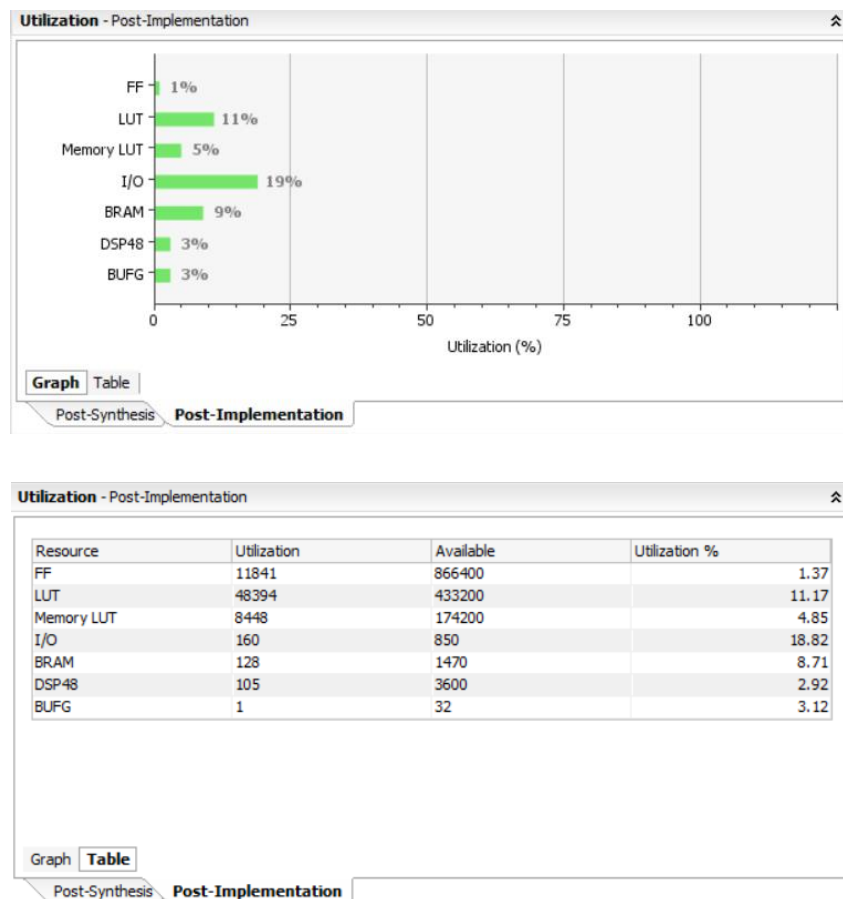 Utilization - Post-Implementation
FF 1%
LUT 11%
Memory LUT 5%
I/O 19%
BRAM 9%
DSP48 3%
BUFG 3%
0 25 50 75 100
Utilization (%)
Graph Table
Post-Synthesis Post-Implementation
Utilization - Post-Implementation
Resource Utilization Available Utilization %
FF 11841 866400 1.37
LUT 48394 433200 11.17
Memory LUT 8448 174200 4.85
I/O 160 850 18.82
BRAM 128 1470 8.71
DSP48 105 3600 2.92
BUFG 1 32 3.12
Graph Table
Post-Synthesis Post-Implementation